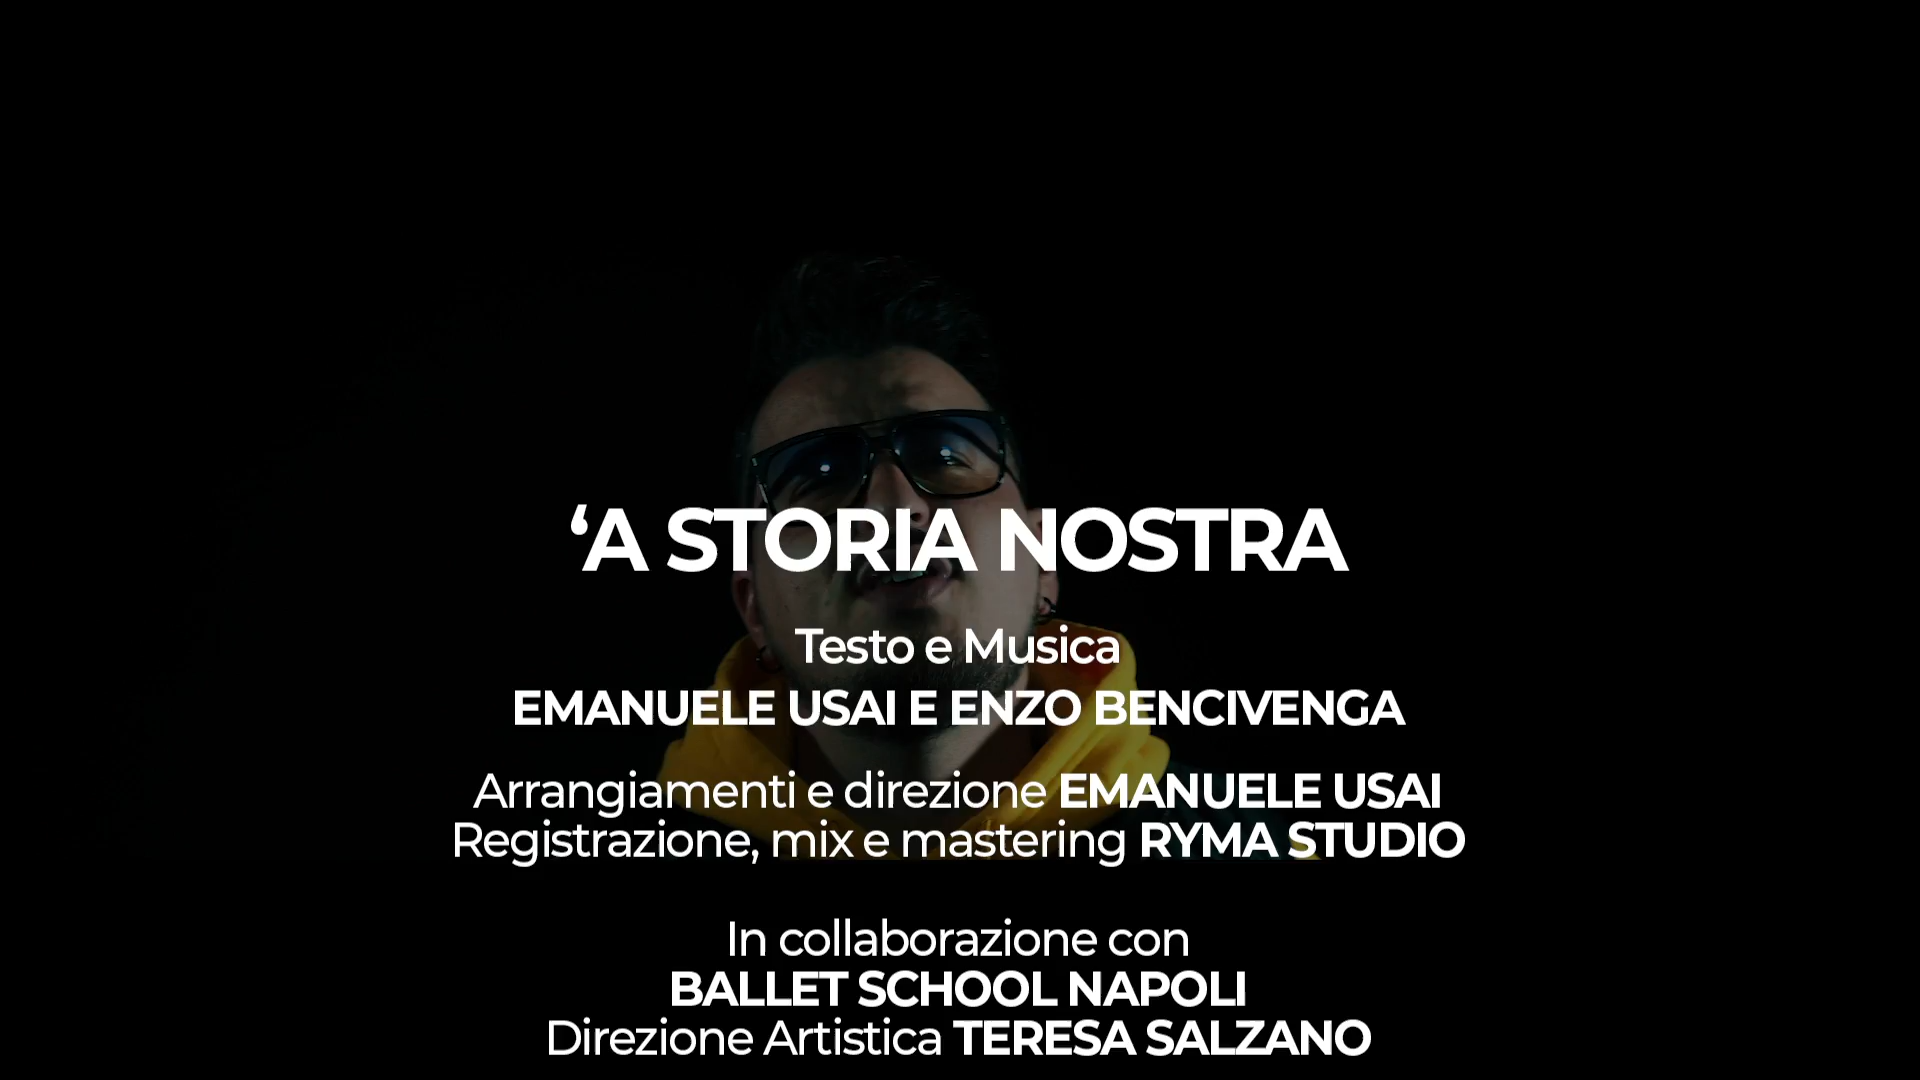 ‘A STORIA NOSTRA
Testo e Musica
EMANUELE USAI E ENZO BENCIVENGA
Arrangiamenti e direzione EMANUELE USAI
Registrazione, mix e mastering RYMA STUDIO
In collaborazione con
BALLET SCHOOL NAPOLI
Direzione Artistica TERESA SALZANO